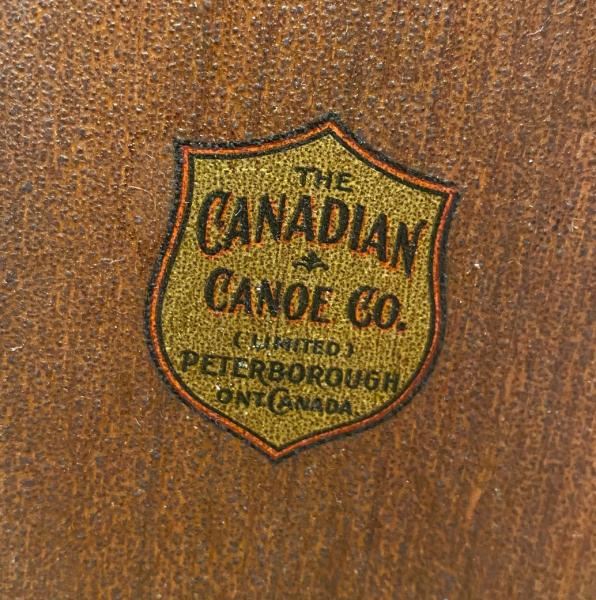 THE
CANADIAN
CANOE CO.
(LIMITED)
PETERBOROUGH
ONT CANADA